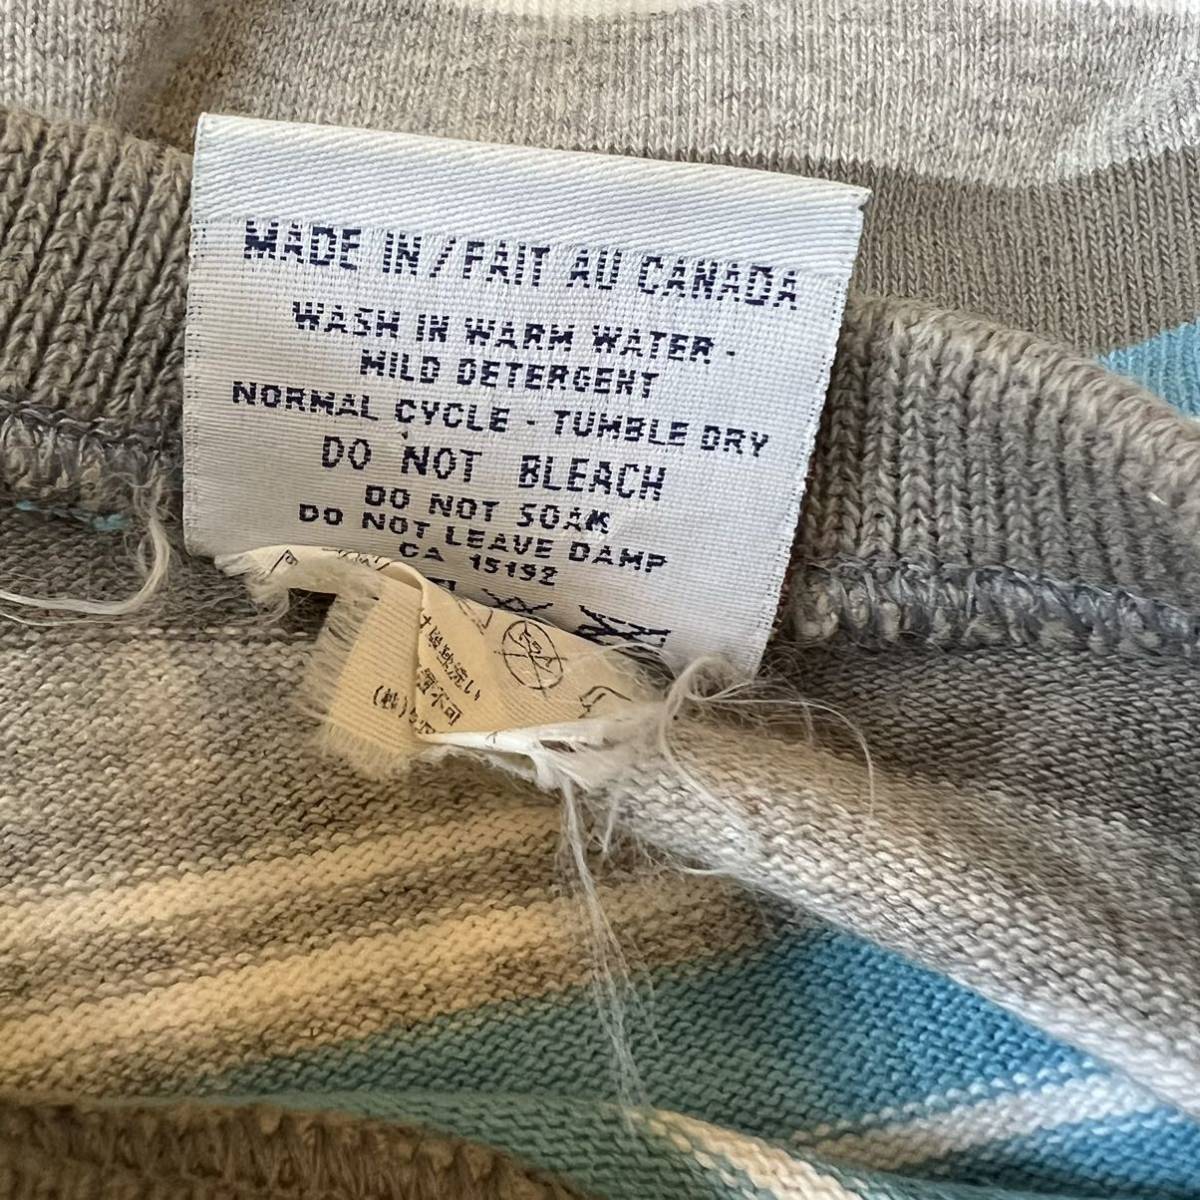 MADE IN / FAIT AU CANADA
WASH IN WARM WATER -
MILD DETERGENT
NORMAL CYCLE - TUMBLE DRY
DO NOT BLEACH
DO NOT SOAK
DO NOT LEAVE DAMP
CA 15192